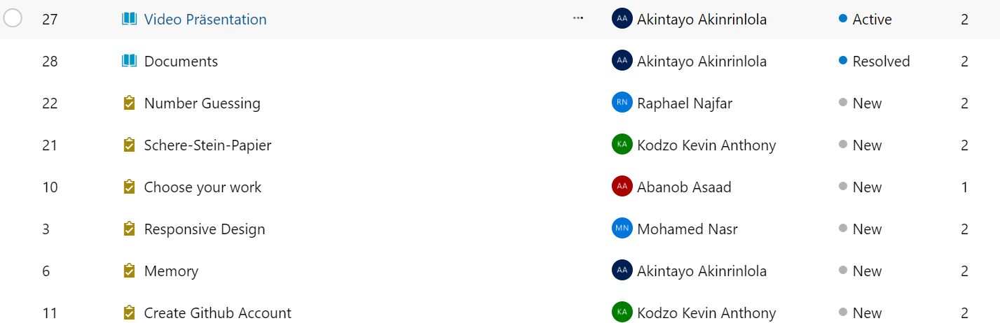 27 Video Präsentation ... AA Akintayo Akinrinlola Active 2
28 Documents AA Akintayo Akinrinlola Resolved 2
22 Number Guessing RN Raphael Najfar New 2
21 Schere-Stein-Papier KA Kodzo Kevin Anthony New 2
10 Choose your work AA Abanob Asaad New 1
3 Responsive Design MN Mohamed Nasr New 2
6 Memory AA Akintayo Akinrinlola New 2
11 Create Github Account KA Kodzo Kevin Anthony New 2